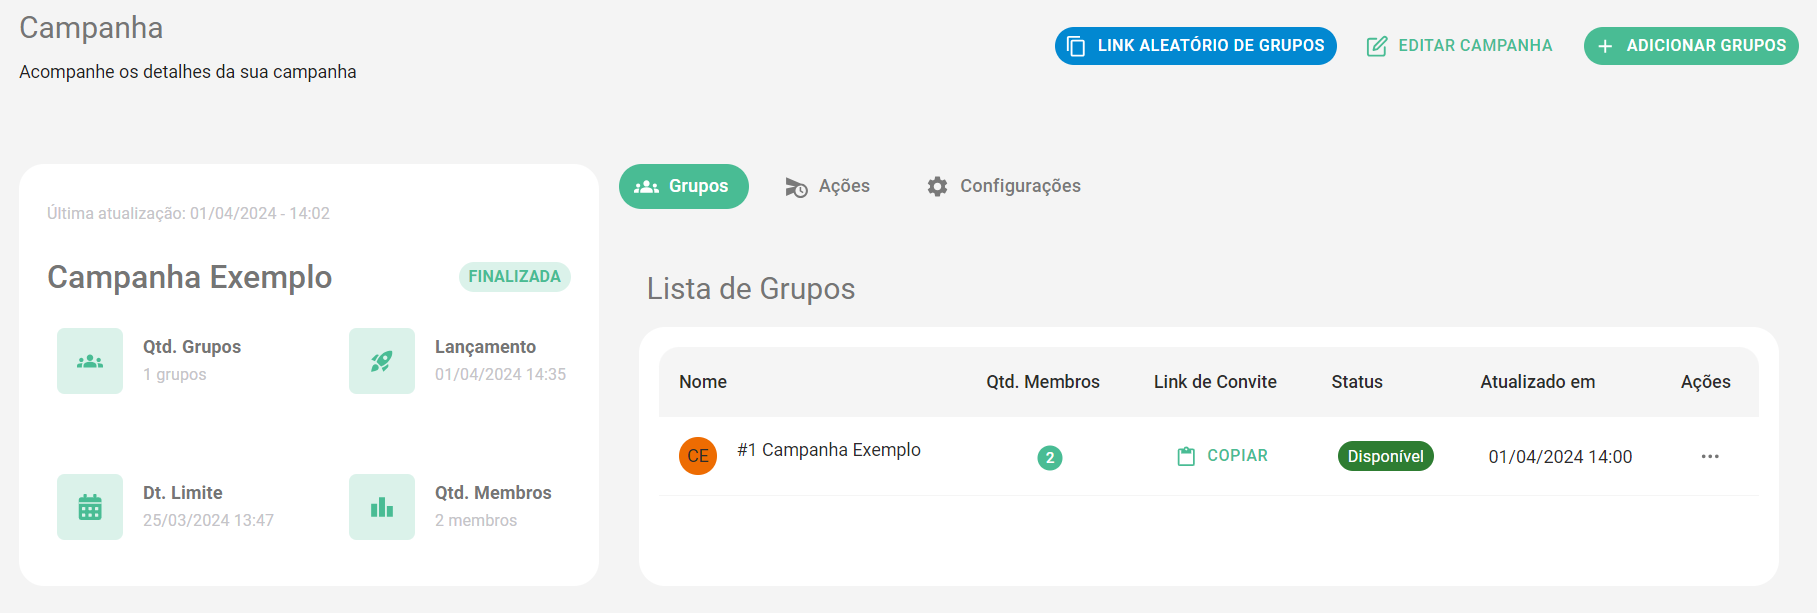 Campanha
Acompanhe os detalhes da sua campanha
LINK ALEATÓRIO DE GRUPOS
EDITAR CAMPANHA
ADICIONAR GRUPOS
Última atualização: 01/04/2024 - 14:02
Campanha Exemplo
FINALIZADA
Qtd. Grupos
1 grupos
Lançamento
01/04/2024 14:35
Dt. Limite
25/03/2024 13:47
Qtd. Membros
2 membros
Grupos
Ações
Configurações
Lista de Grupos
Nome Qtd. Membros Link de Convite Status Atualizado em Ações
CE #1 Campanha Exemplo 2 COPIAR Disponível 01/04/2024 14:00